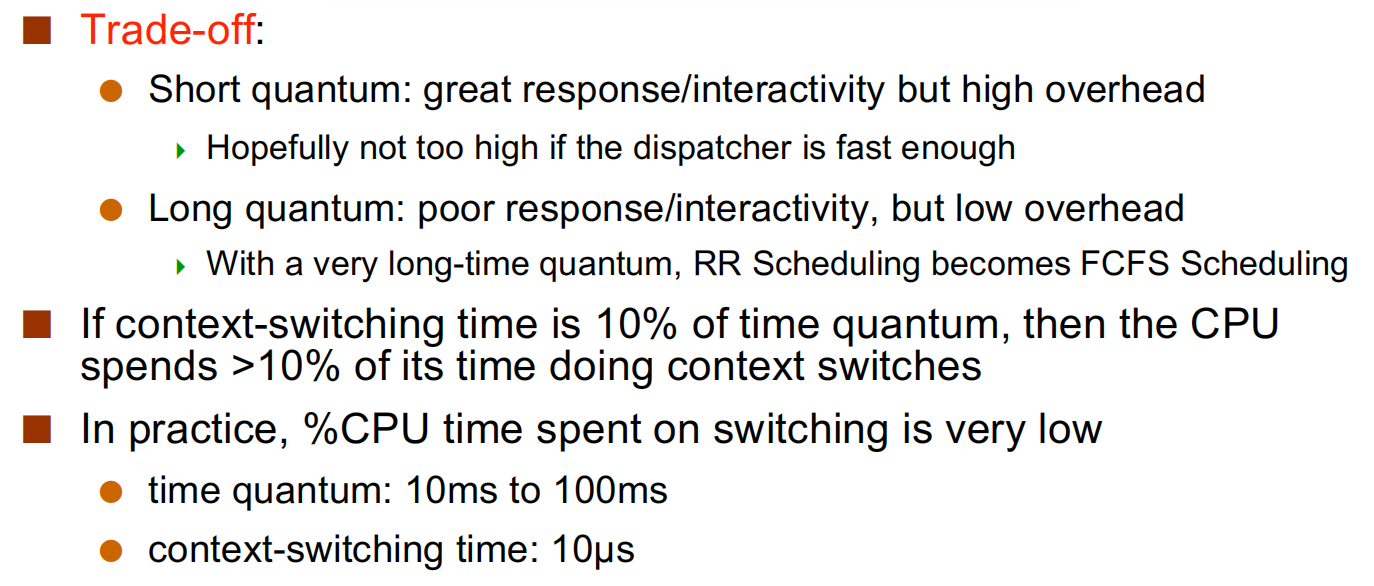 Trade-off:
Short quantum: great response/interactivity but high overhead
Hopefully not too high if the dispatcher is fast enough
Long quantum: poor response/interactivity, but low overhead
With a very long-time quantum, RR Scheduling becomes FCFS Scheduling
If context-switching time is 10% of time quantum, then the CPU
spends >10% of its time doing context switches
In practice, %CPU time spent on switching is very low
time quantum: 10ms to 100ms
context-switching time: 10μs